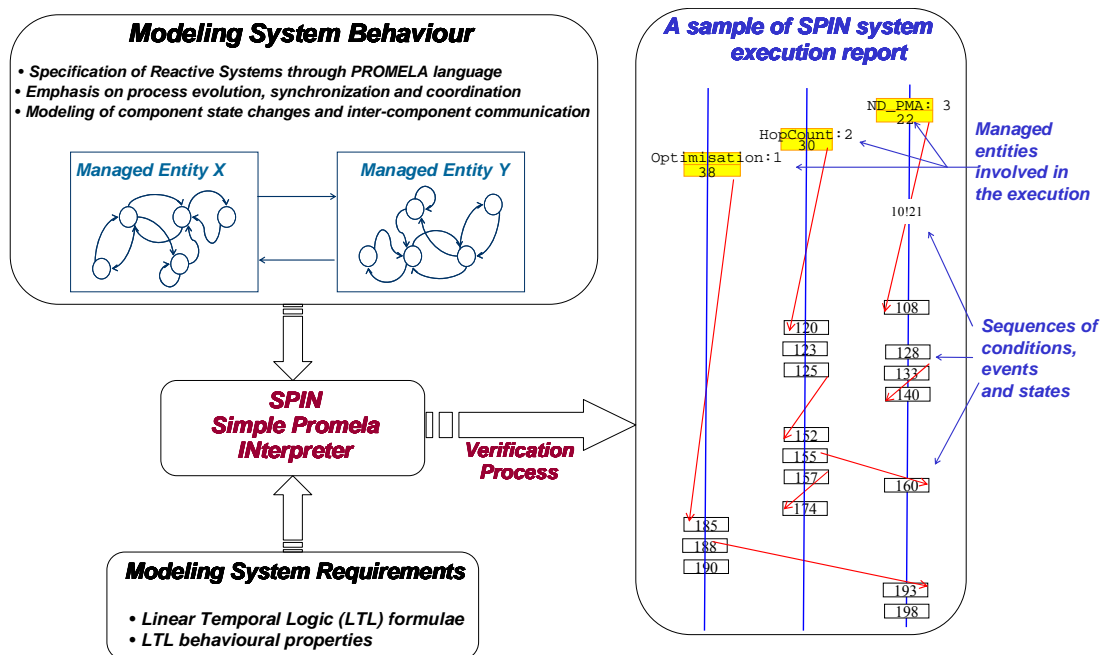 Modeling System Behaviour
• Specification of Reactive Systems through PROMELA language
• Emphasis on process evolution, synchronization and coordination
• Modeling of component state changes and inter-component communication
Managed Entity X
Managed Entity Y
SPIN
Simple Promela
INterpreter
Verification
Process
Modeling System Requirements
• Linear Temporal Logic (LTL) formulae
• LTL behavioural properties
A sample of SPIN system
execution report
ND_PMA: 3
22
HopCount:2
30
Optimisation:1
38
Managed
entities
involved in
the execution
10!21
108
120
123
128
125
133
140
Sequences of
conditions,
events
and states
152
155
157
160
174
185
188
190
193
198